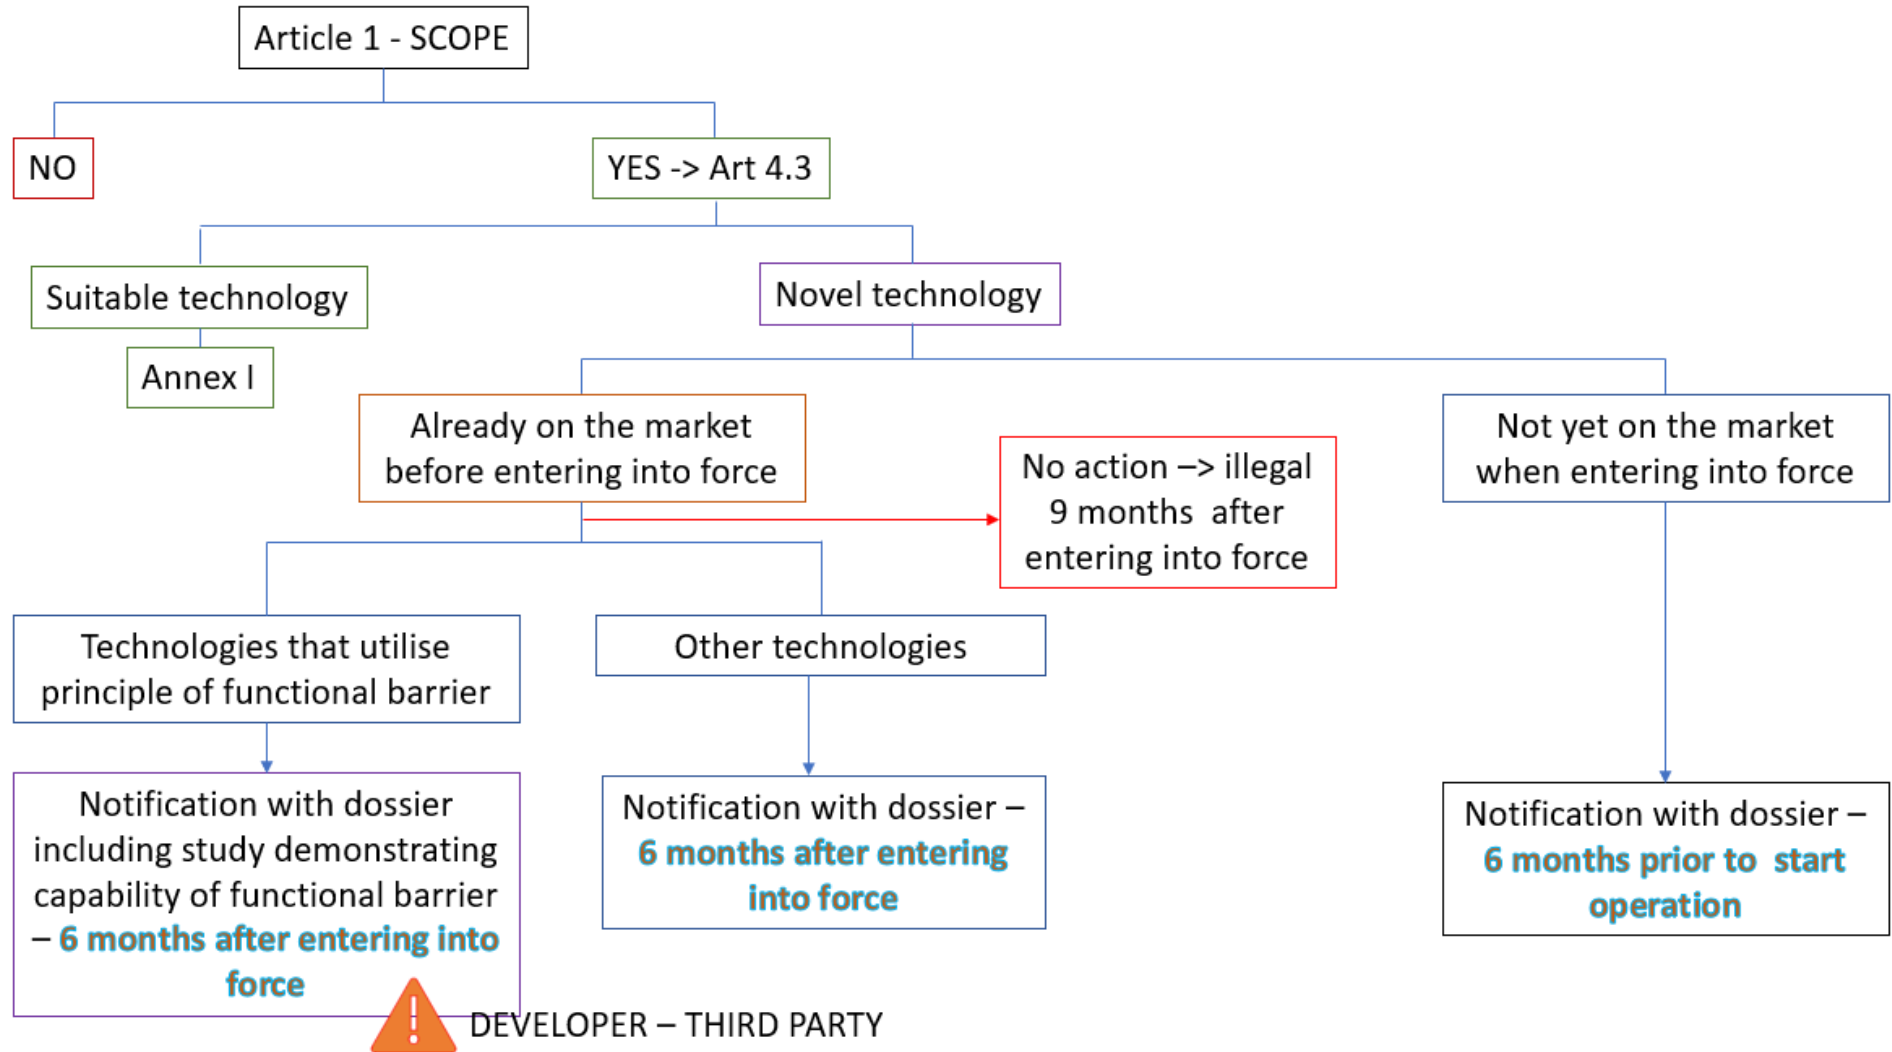 Article 1 - SCOPE
NO
YES -> Art 4.3
Suitable technology
Novel technology
Annex I
Already on the market
before entering into force
No action –> illegal
9 months  after
entering into force
Not yet on the market
when entering into force
Technologies that utilise
principle of functional barrier
Other technologies
Notification with dossier
including study demonstrating
capability of functional barrier
– 6 months after entering into
force
Notification with dossier –
6 months after entering
into force
Notification with dossier –
6 months prior to  start
operation
DEVELOPER – THIRD PARTY